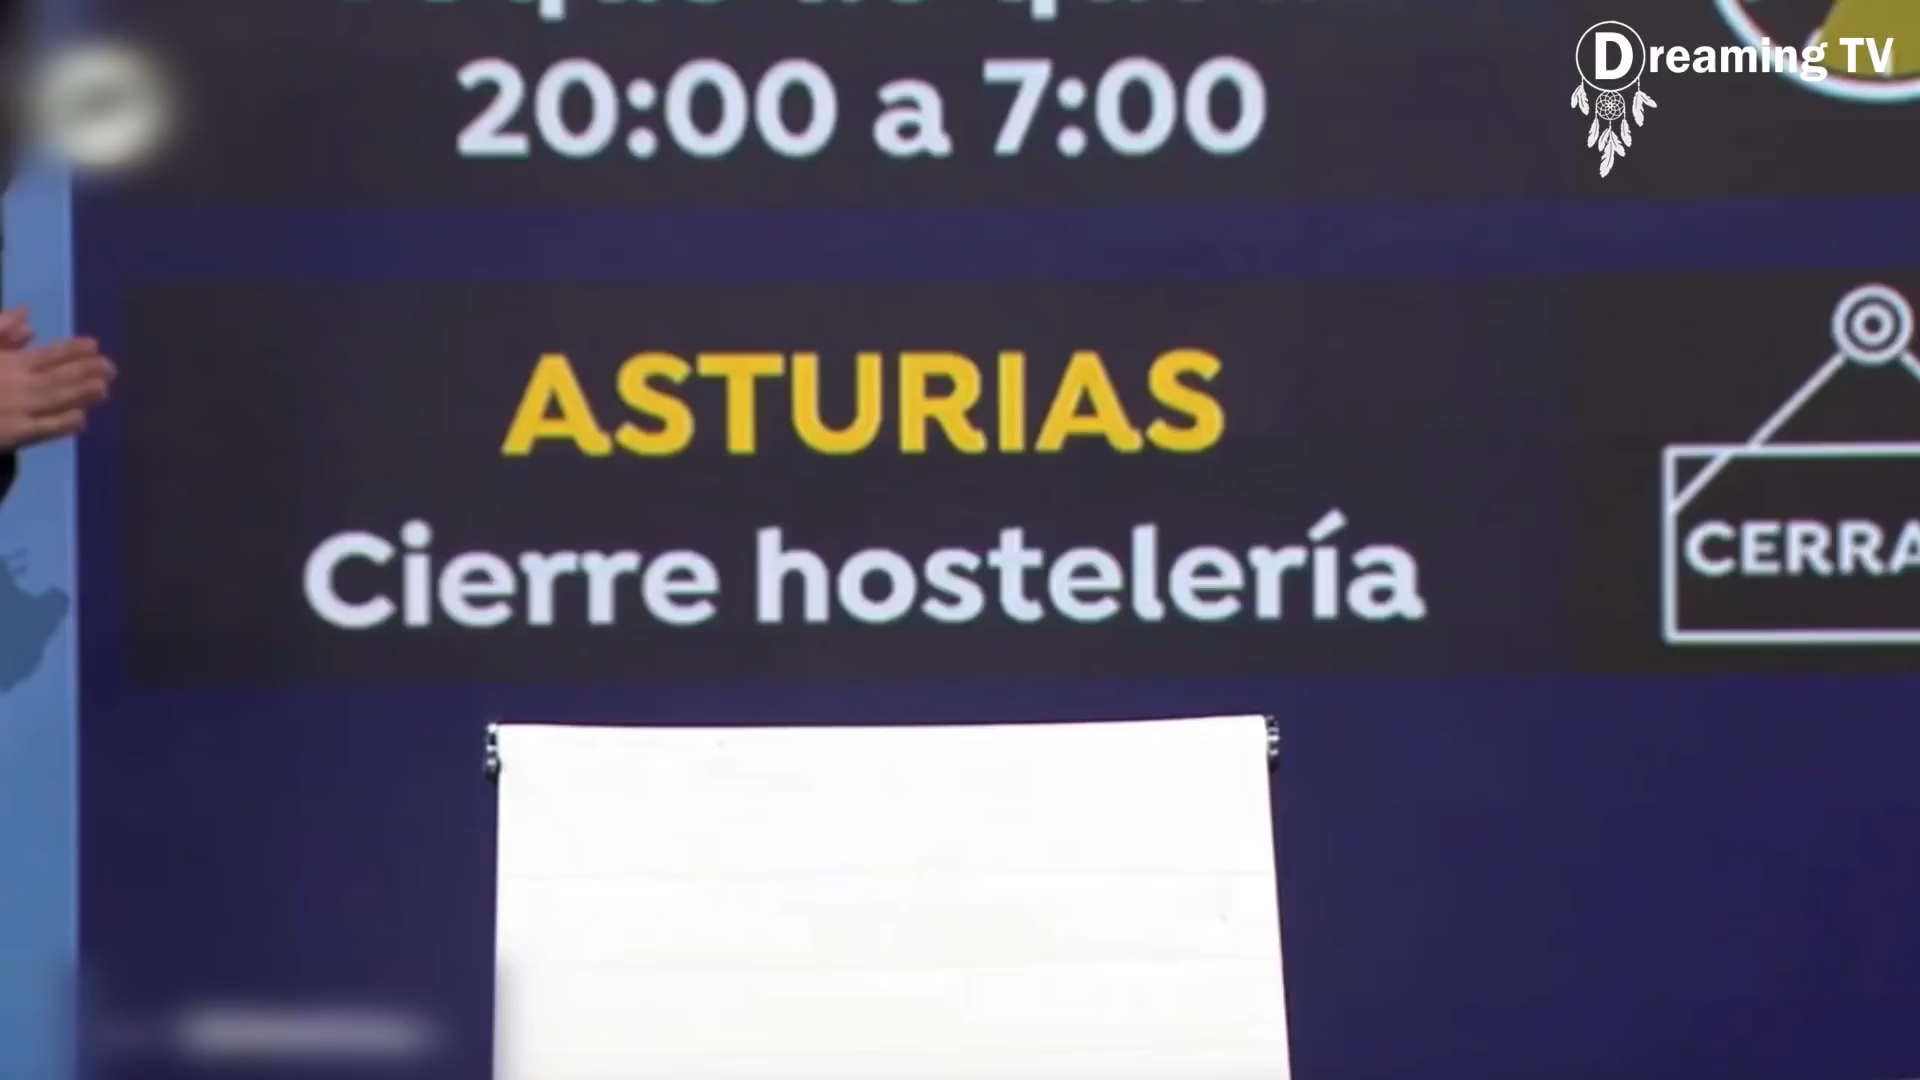 Dreaming TV
20:00 a 7:00
ASTURIAS
Cierre hostelería
CERRA